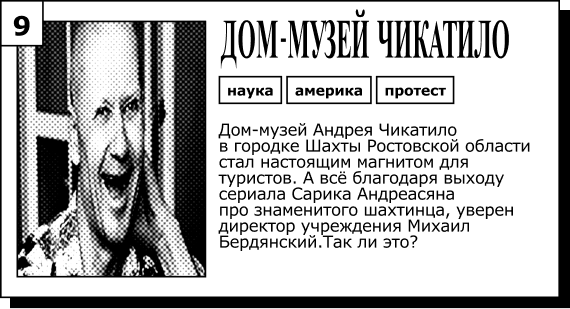 9
ДОМ-МУЗЕЙ ЧИКАТИЛО
наука америка протест
Дом-музей Андрея Чикатило
в городке Шахты Ростовской области
стал настоящим магнитом для
туристов. А всё благодаря выходу
сериала Сарика Андреасяна
про знаменитого шахтинца, уверен
директор учреждения Михаил
Бердянский.Так ли это?